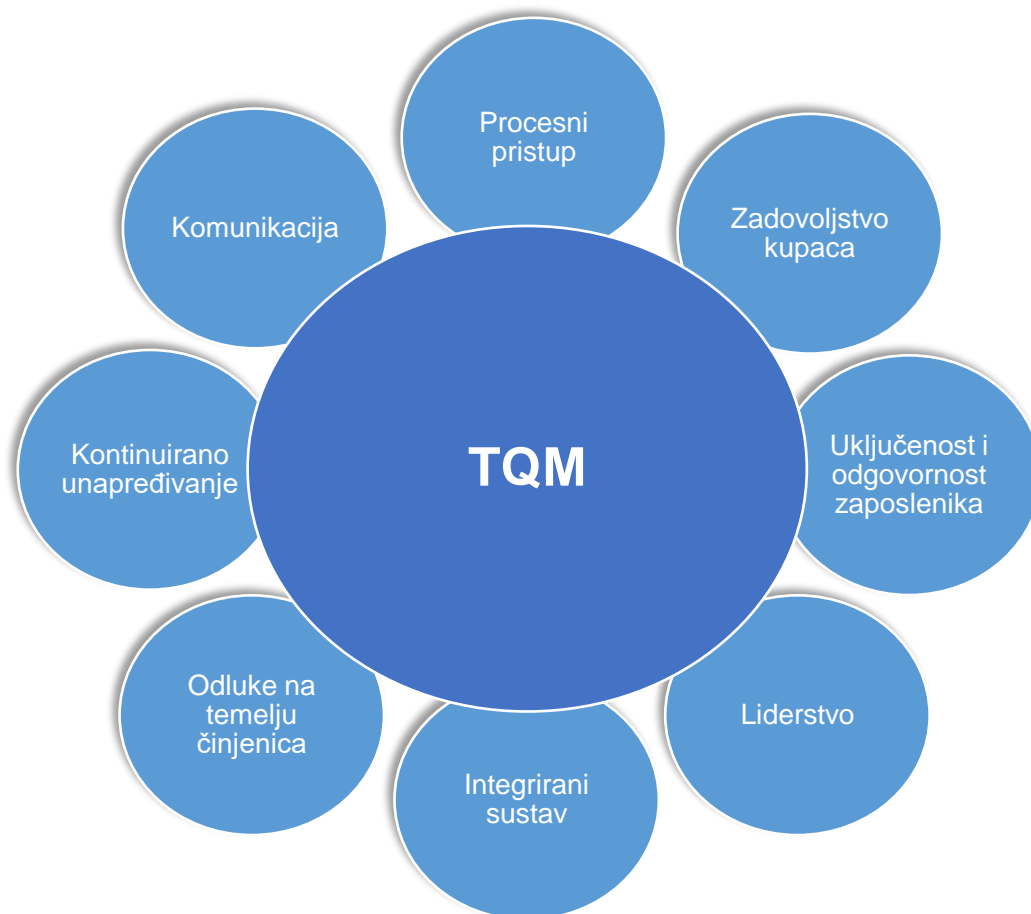 Procesni
pristup
Zadovoljstvo
kupaca
Uključenost i
odgovornost
zaposlenika
Liderstvo
Integrirani
sustav
Odluke na
temelju
činjenica
Kontinuirano
unapređivanje
Komunikacija
TQM